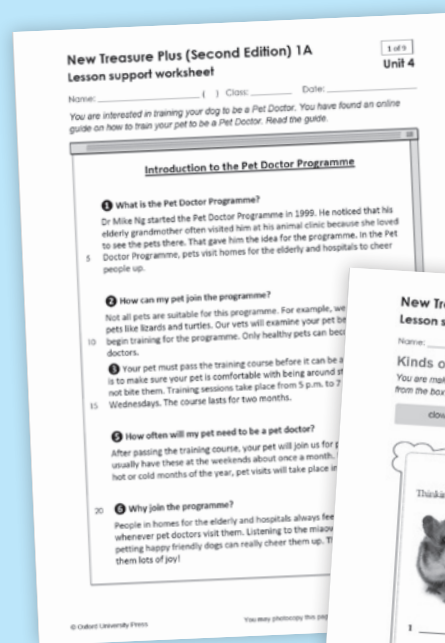 New Treasure Plus (Second Edition) 1A
Lesson support worksheet
1 of 9
Unit 4
Name: ( ) Class: Date:
You are interested in training your dog to be a Pet Doctor. You have found an online
guide on how to train your pet to be a Pet Doctor. Read the guide.
Introduction to the Pet Doctor Programme
1 What is the Pet Doctor Programme?
Dr Mike Ng started the Pet Doctor Programme in 1999. He noticed that his
elderly grandmother often visited him at his animal clinic because she loved
to see the pets there. That gave him the idea for the programme. In the Pet
5 Doctor Programme, pets visit homes for the elderly and hospitals to cheer
people up.
2 How can my pet join the programme?
Not all pets are suitable for this programme. For example, we
pets like lizards and turtles. Our vets will examine your pet be
10 begin training for the programme. Only healthy pets can bec
doctors.
3 Your pet must pass the training course before it can be a
is to make sure your pet is comfortable with being around st
not bite them. Training sessions take place from 5 p.m. to 7
15 Wednesdays. The course lasts for two months.
5 How often will my pet need to be a pet doctor?
After passing the training course, your pet will join us for p
usually have these at the weekends about once a month.
hot or cold months of the year, pet visits will take place in
20 6 Why join the programme?
People in homes for the elderly and hospitals always fee
whenever pet doctors visit them. Listening to the miaow
petting happy friendly dogs can really cheer them up. Th
them lots of joy!
© Oxford University Press
You may photocopy this pag
New Tre
Lesson s
Name:
Kinds o
You are mak
from the box
clow
Thinkin
1